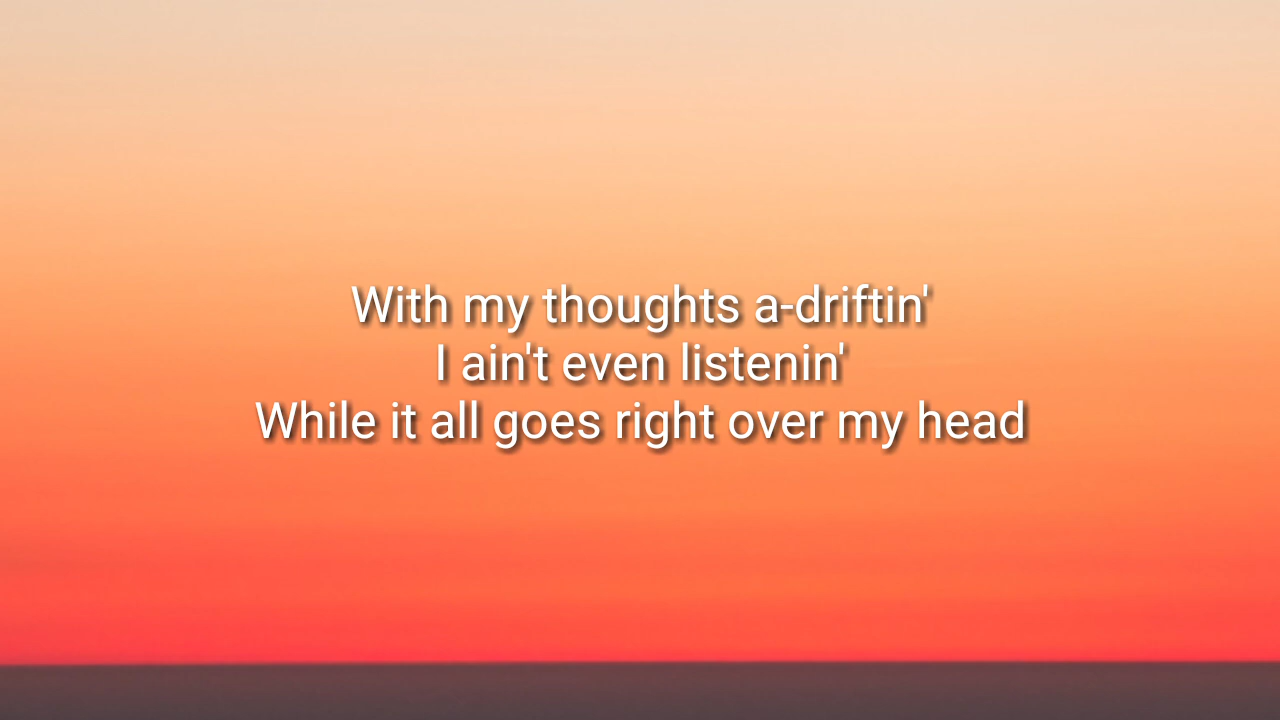 With my thoughts a-driftin'
I ain't even listenin'
While it all goes right over my head